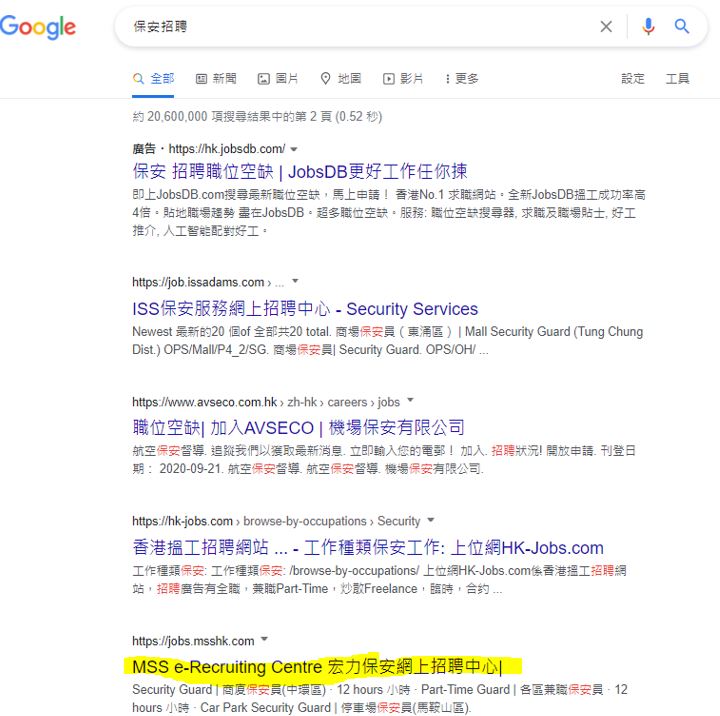 Google
保安招聘
全部 新聞 圖片 地圖 影片 更多 設定 工具
約 20,600,000 項搜尋結果中的第 2 頁 (0.52 秒)
廣告・https://hk.jobsdb.com/
保安 招聘職位空缺 | JobsDB更好工作任你揀
即上JobsDB.com搜尋最新職位空缺，馬上申請！ 香港No.1 求職網站。全新JobsDB搵工成功率高
4倍。貼地職場趨勢 盡在JobsDB。超多職位空缺。服務: 職位空缺搜尋器, 求職及職場貼士, 好工
推介, 人工智能配對好工。
https://job.issadams.com › ...
ISS保安服務網上招聘中心 - Security Services
Newest 最新的20 個of 全部共20 total. 商場保安員（東涌區） | Mall Security Guard (Tung Chung
Dist.) OPS/Mall/P4_2/SG. 商場保安員| Security Guard. OPS/OH/ ...
https://www.avseco.com.hk › zh-hk › careers › jobs
職位空缺| 加入AVSECO | 機場保安有限公司
航空保安督導. 追蹤我們以獲取最新消息. 立即輸入您的電郵！ 加入. 招聘狀況! 開放申請. 刊登日
期： 2020-09-21. 航空保安督導. 航空保安督導. 機場保安有限公司.
https://hk-jobs.com › browse-by-occupations › Security
香港搵工招聘網站 ... - 工作種類保安工作: 上位網HK-Jobs.com
工作種類保安: 工作種類保安: /browse-by-occupations/ 上位網HK-Jobs.com係香港搵工招聘網
站，招聘廣告有全職，兼職Part-Time，炒散Freelance，臨時，合約 ...
https://jobs.msshk.com
MSS e-Recruiting Centre 宏力保安網上招聘中心|
Security Guard | 商廈保安員(中環區) · 12 hours 小時 · Part-Time Guard | 各區兼職保安員 · 12
hours 小時 · Car Park Security Guard | 停車場保安員(馬鞍山區).